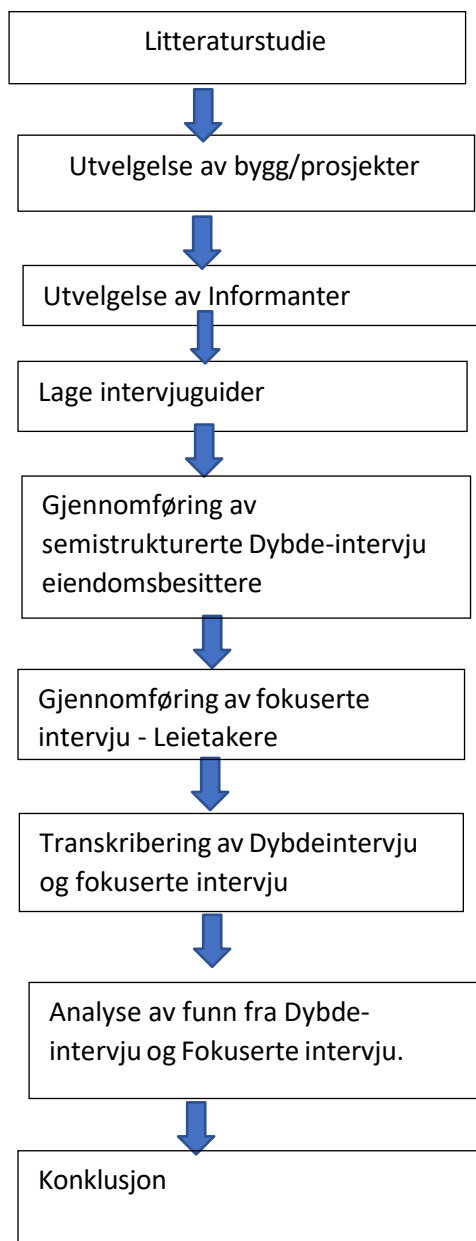 Litteraturstudie
Utvelgelse av bygg/prosjekter
Utvelgelse av Informanter
Lage intervjuguider
Gjennomføring av
semistrukturerte Dybde-intervju
eiendomsbesittere
Gjennomføring av fokuserte
intervju - Leietakere
Transkribering av Dybdeintervju
og fokuserte intervju
Analyse av funn fra Dybde-
intervju og Fokuserte intervju.
Konklusjon